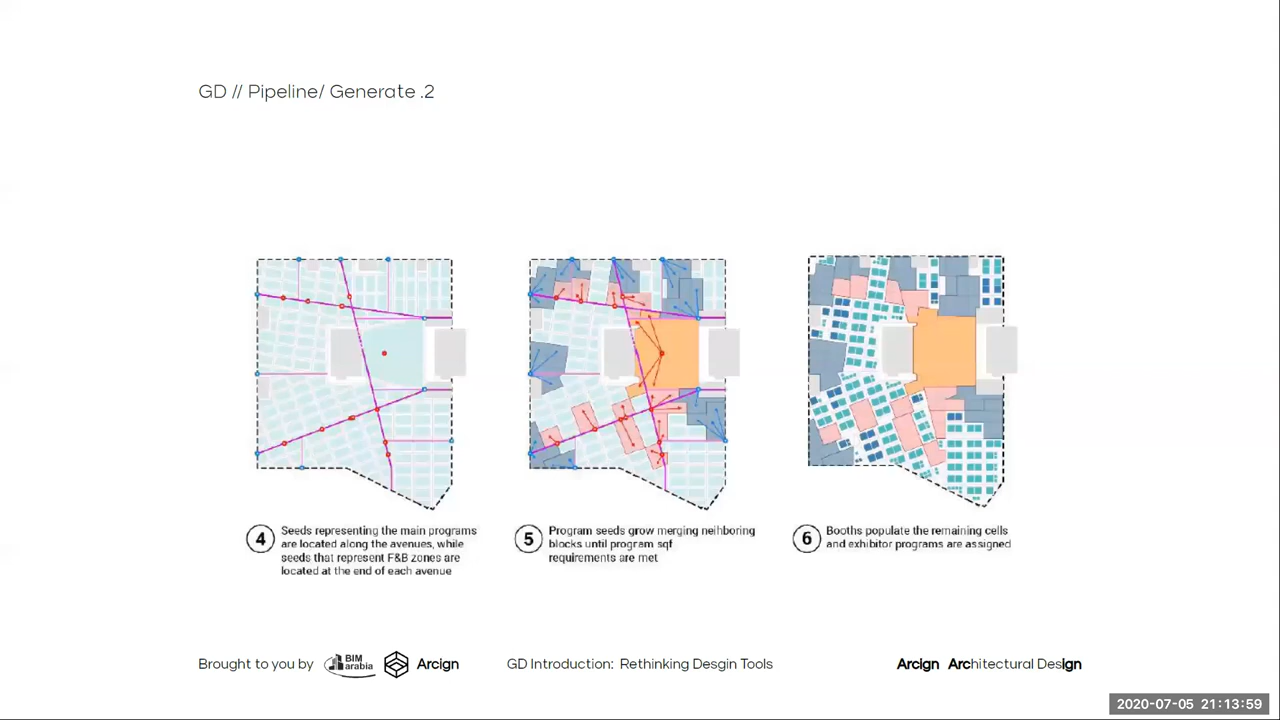 GD // Pipeline/ Generate .2
4 Seeds representing the main programs
are located along the avenues, while
seeds that represent F&B zones are
located at the end of each avenue
5 Program seeds grow merging neihboring
blocks until program sqf
requirements are met
6 Booths populate the remaining cells
and exhibitor programs are assigned
Brought to you by BIM arabia Arcign
GD Introduction: Rethinking Desgin Tools
Arcign Architectural DesIgn
2020-07-05 21:13:59